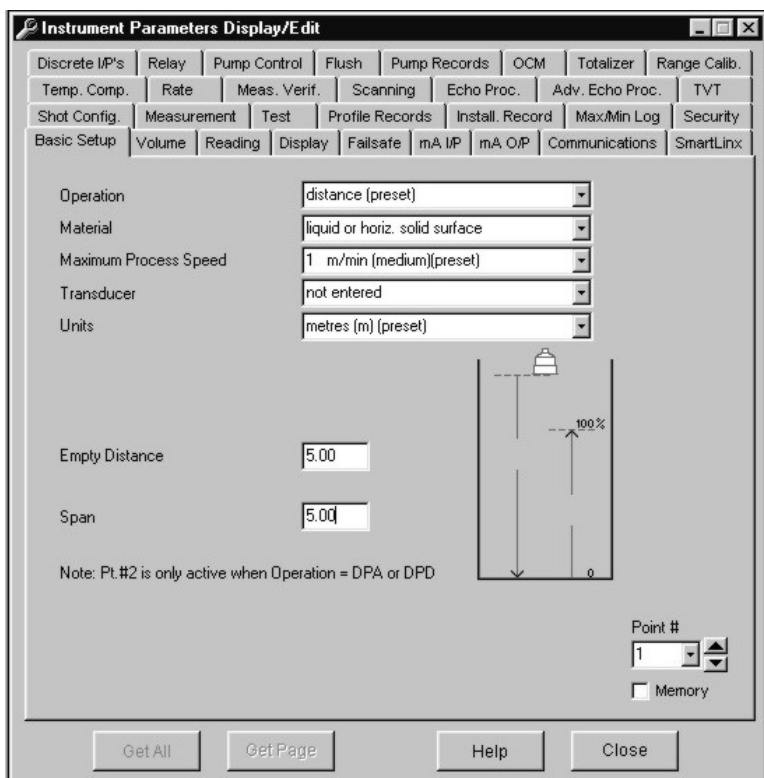 Instrument Parameters Display/Edit
Discrete I/P's Relay Pump Control Flush Pump Records OCM Totalizer Range Calib.
Temp. Comp. Rate Meas. Verif. Scanning Echo Proc. Adv. Echo Proc. TVT
Shot Config. Measurement Test Profile Records Install. Record Max/Min Log Security
Basic Setup Volume Reading Display Failsafe mA I/P mA O/P Communications SmartLinx
Operation distance (preset)
Material liquid or horiz. solid surface
Maximum Process Speed 1 m/min (medium)(preset)
Transducer not entered
Units metres (m) (preset)
100%
Empty Distance 5.00
Span 5.00
Note: Pt.#2 is only active when Operation = DPA or DPD
0
Point #
1
Memory
Get All Get Page Help Close